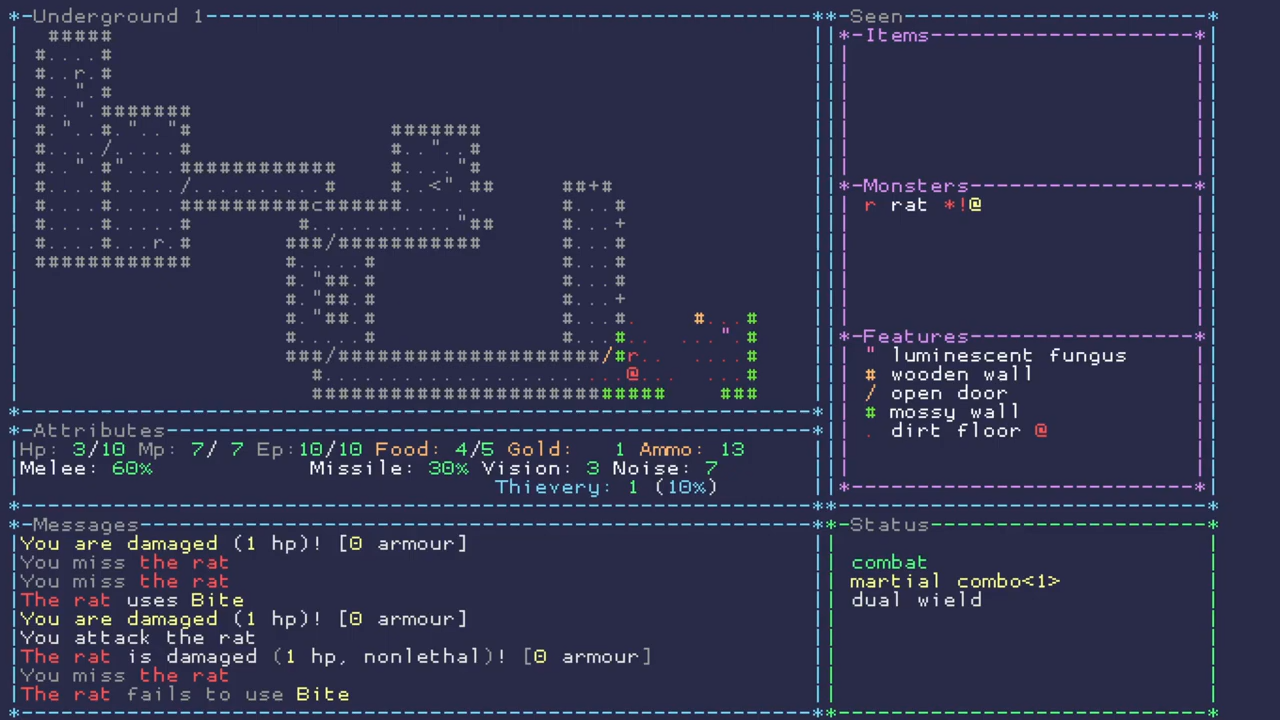 Underground 1
Seen
Items
#####
#....#
#..r.#
#..".#
#..".#######
#."..#.".."#
#..../.....#
#..".#"....#
#....#...../..........#
#######
#.."..#
#...."#
#..<".##
##+#
Monsters
r rat *!@
Features
" luminescent fungus
# wooden wall
/ open door
# mossy wall
. dirt floor @
Attributes
Hp: 3/10 Mp: 7/ 7 Ep:10/10 Food: 4/5 Gold: 1 Ammo: 13
Melee: 60% Missile: 30% Vision: 3 Noise: 7
Thievery: 1 (10%)
Messages
You are damaged (1 hp)! [0 armour]
You miss the rat
You miss the rat
The rat uses Bite
You are damaged (1 hp)! [0 armour]
You attack the rat
The rat is damaged (1 hp, nonlethal)! [0 armour]
You miss the rat
The rat fails to use Bite
Status
combat
martial combo<1>
dual wield